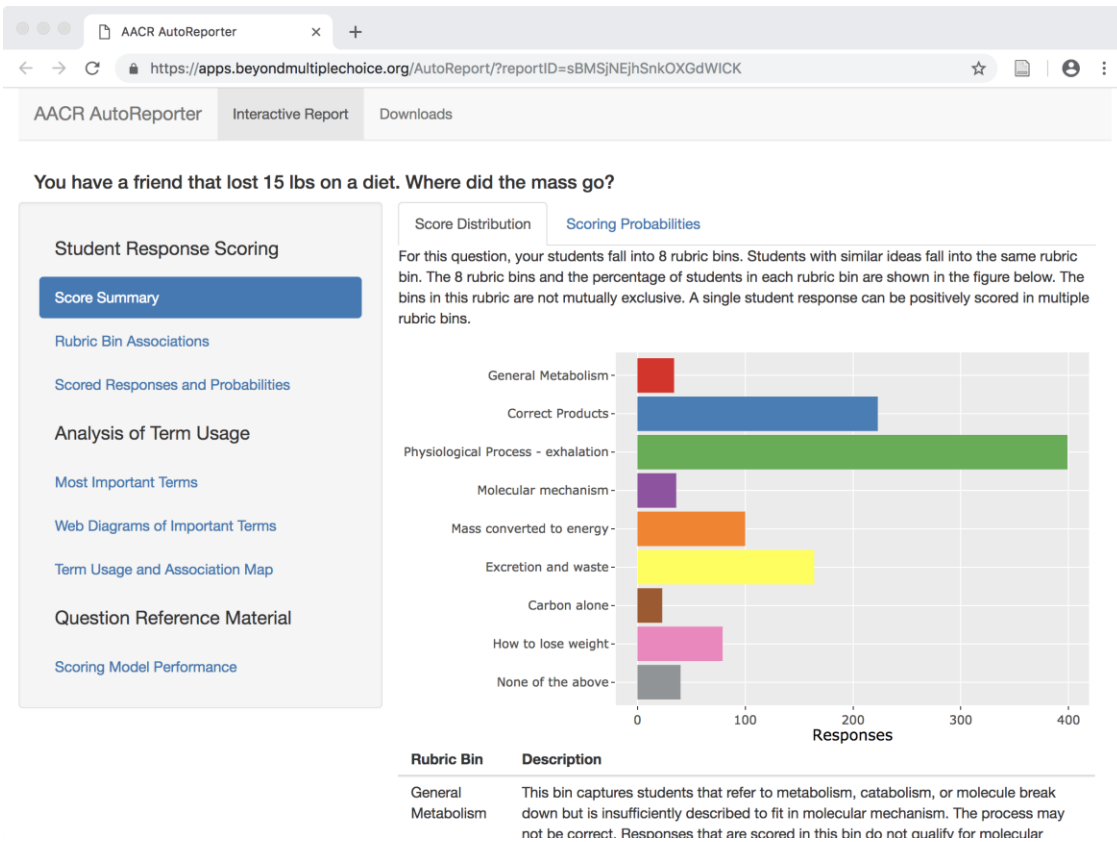 AACR AutoReporter
https://apps.beyondmultiplechoice.org/AutoReport/?reportID=sBMSjNEjhSnkOXGdWICK
AACR AutoReporter Interactive Report Downloads
You have a friend that lost 15 lbs on a diet. Where did the mass go?
Student Response Scoring
Score Summary
Rubric Bin Associations
Scored Responses and Probabilities
Analysis of Term Usage
Most Important Terms
Web Diagrams of Important Terms
Term Usage and Association Map
Question Reference Material
Scoring Model Performance
Score Distribution Scoring Probabilities
For this question, your students fall into 8 rubric bins. Students with similar ideas fall into the same rubric
bin. The 8 rubric bins and the percentage of students in each rubric bin are shown in the figure below. The
bins in this rubric are not mutually exclusive. A single student response can be positively scored in multiple
rubric bins.
General Metabolism
Correct Products
Physiological Process - exhalation
Molecular mechanism
Mass converted to energy
Excretion and waste
Carbon alone
How to lose weight
None of the above
0 100 200 300 400
Responses
Rubric Bin Description
General Metabolism
This bin captures students that refer to metabolism, catabolism, or molecule break
down but is insufficiently described to fit in molecular mechanism. The process may
not be correct. Responses that are scored in this bin do not qualify for molecular